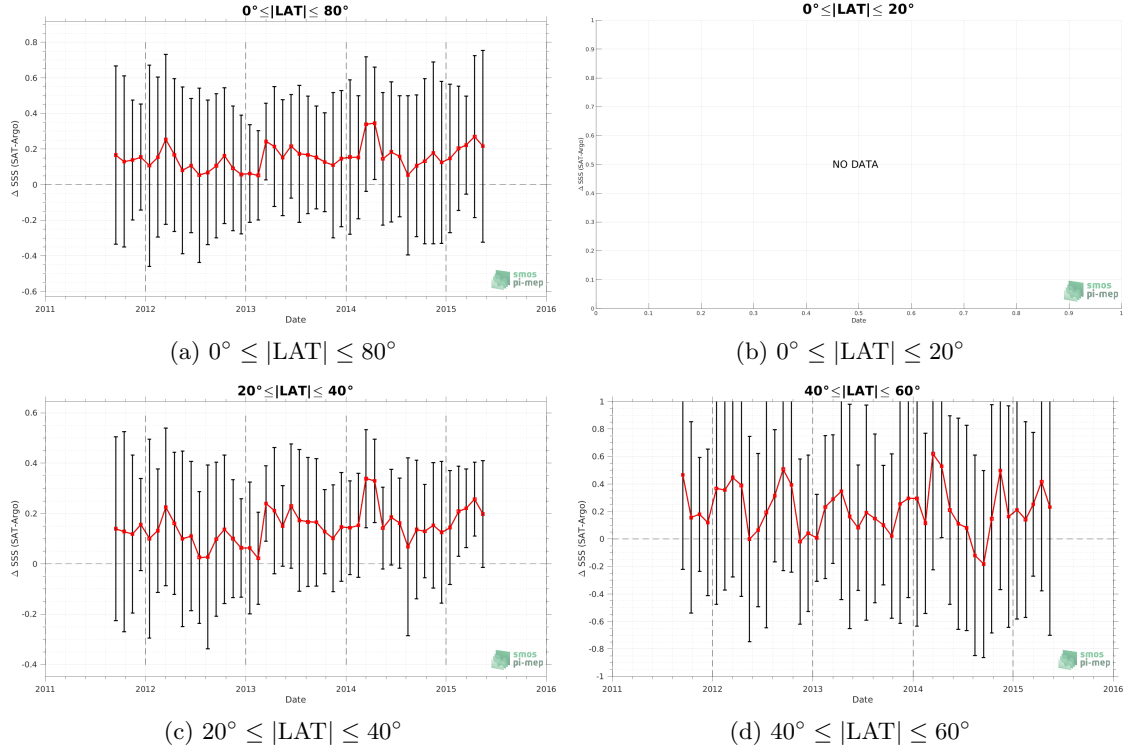 0°≤|LAT|≤ 80°
Δ SSS (SAT-Argo)
0.8
0.6
0.4
0.2
0
-0.2
-0.4
-0.6
2011 2012 2013 2014 2015 2016
Date
smos
pi-mep
(a) 0° ≤ |LAT| ≤ 80°
0°≤|LAT|≤ 20°
Δ SSS (SAT-Argo)
1
0.9
0.8
0.7
0.6
0.5
0.4
0.3
0.2
0.1
0
NO DATA
0 0.1 0.2 0.3 0.4 0.5 0.6 0.7 0.8 0.9 1
Date
smos
pi-mep
(b) 0° ≤ |LAT| ≤ 20°
20°≤|LAT|≤ 40°
Δ SSS (SAT-Argo)
0.6
0.4
0.2
0
-0.2
-0.4
2011 2012 2013 2014 2015 2016
Date
smos
pi-mep
(c) 20° ≤ |LAT| ≤ 40°
40°≤|LAT|≤ 60°
Δ SSS (SAT-Argo)
1
0.8
0.6
0.4
0.2
0
-0.2
-0.4
-0.6
-0.8
-1
2011 2012 2013 2014 2015 2016
Date
smos
pi-mep
(d) 40° ≤ |LAT| ≤ 60°